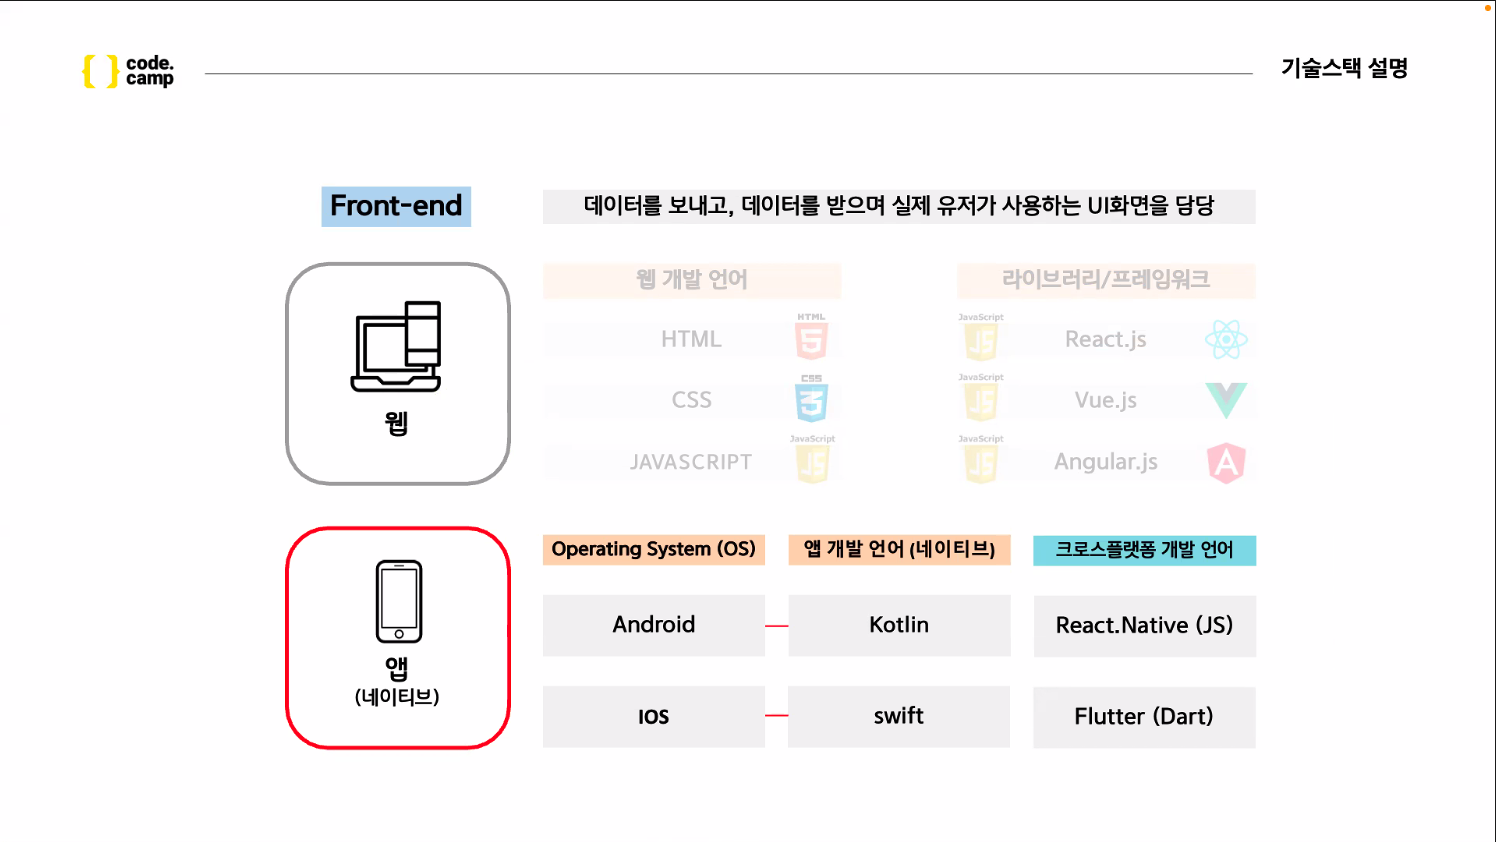 code.
camp
기술스택 설명
Front-end
데이터를 보내고, 데이터를 받으며 실제 유저가 사용하는 UI화면을 담당
웹
웹 개발 언어
라이브러리/프레임워크
HTML
HTML
5
JavaScript
JS
React.js
CSS
CSS
3
JavaScript
JS
Vue.js
JAVASCRIPT
JavaScript
JS
JavaScript
JS
Angular.js
A
앱
(네이티브)
Operating System (OS)
앱 개발 언어 (네이티브)
크로스플랫폼 개발 언어
Android
Kotlin
React.Native (JS)
IOS
swift
Flutter (Dart)